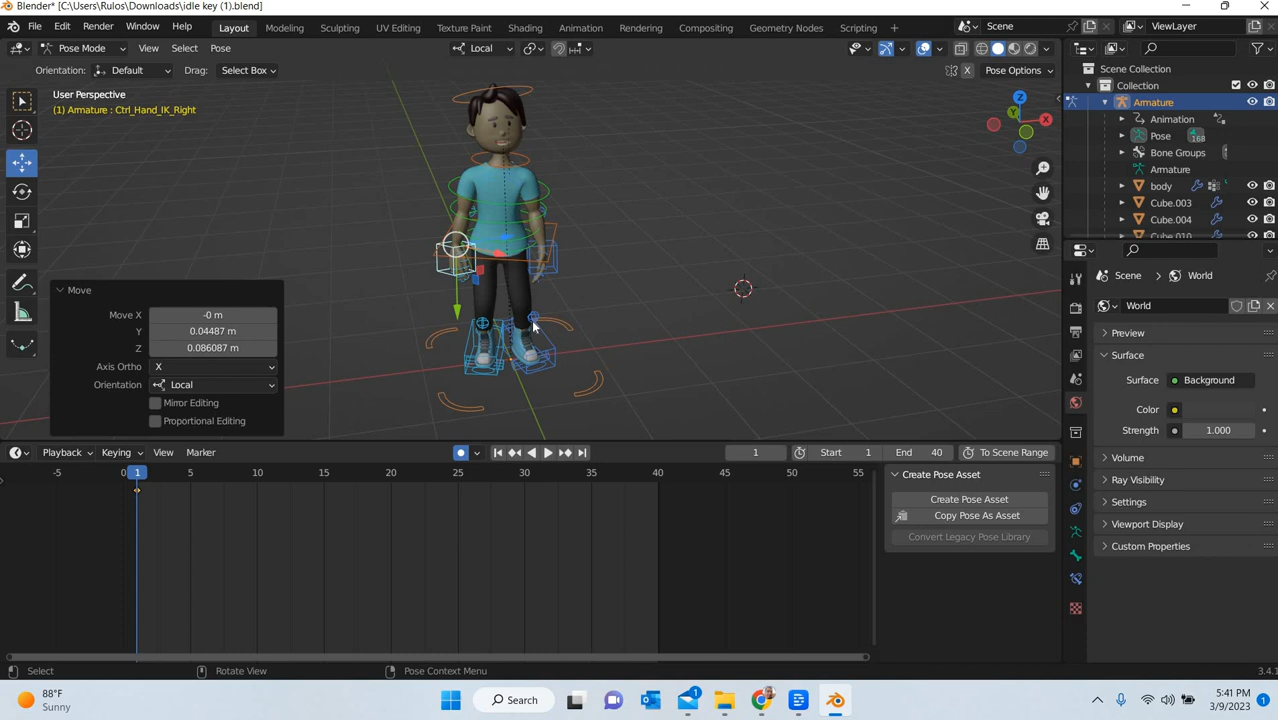 Blender* [C:\Users\Rulos\Downloads\idle key (1).blend]
File Edit Render Window Help Layout Modeling Sculpting UV Editing Texture Paint Shading Animation Rendering Compositing Geometry Nodes Scripting Scene ViewLayer
Pose Mode View Select Pose Local
Orientation: Default Drag: Select Box X Pose Options
Scene Collection
Collection
Armature
Animation
Pose 168
Bone Groups
Armature
body
Cube.003
Cube.004
Cube.010
User Perspective
(1) Armature : Ctrl_Hand_IK_Right
Z
Y
X
Move
Move X -0 m
Y 0.04487 m
Z 0.086087 m
Axis Ortho X
Orientation Local
Mirror Editing
Proportional Editing
Scene World
World
Preview
Surface
Surface Background
Color
Strength 1.000
Volume
Ray Visibility
Settings
Viewport Display
Custom Properties
Playback Keying View Marker 1 Start 1 End 40 To Scene Range
-5 0 1 5 10 15 20 25 30 35 40 45 50 55
Create Pose Asset
Create Pose Asset
Copy Pose As Asset
Convert Legacy Pose Library
Select Rotate View Pose Context Menu 3.4.
88°F
Sunny
Search
1
5:41 PM
3/9/2023
1